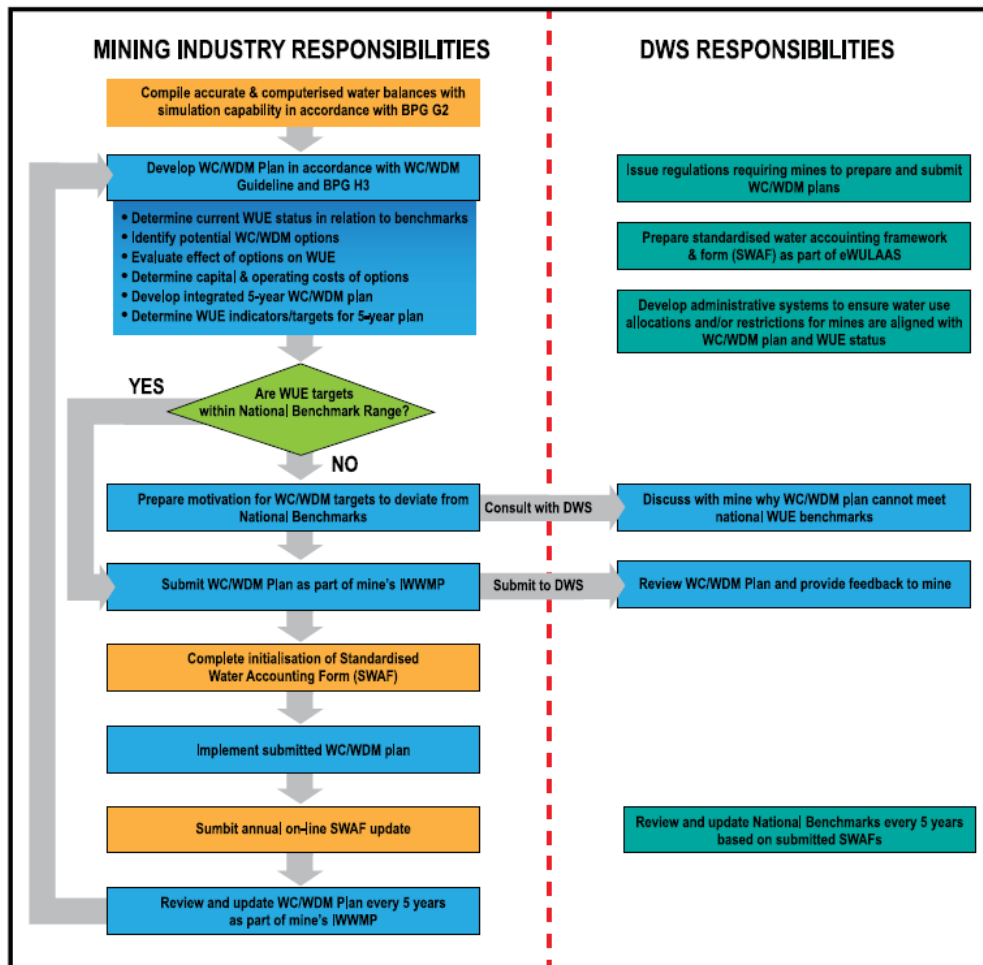 MINING INDUSTRY RESPONSIBILITIES
Compile accurate & computerised water balances with
simulation capability in accordance with BPG G2
Develop WC/WDM Plan in accordance with WC/WDM
Guideline and BPG H3
• Determine current WUE status in relation to benchmarks
• Identify potential WC/WDM options
• Evaluate effect of options on WUE
• Determine capital & operating costs of options
• Develop integrated 5-year WC/WDM plan
• Determine WUE indicators/targets for 5-year plan
YES
Are WUE targets
within National Benchmark Range?
NO
Prepare motivation for WC/WDM targets to deviate from
National Benchmarks
Consult with DWS
Submit WC/WDM Plan as part of mine's IWWMP
Submit to DWS
Complete initialisation of Standardised
Water Accounting Form (SWAF)
Implement submitted WC/WDM plan
Sumbit annual on-line SWAF update
Review and update WC/WDM Plan every 5 years
as part of mine's IWWMP
DWS RESPONSIBILITIES
Issue regulations requiring mines to prepare and submit
WC/WDM plans
Prepare standardised water accounting framework
& form (SWAF) as part of eWULAAS
Develop administrative systems to ensure water use
allocations and/or restrictions for mines are aligned with
WC/WDM plan and WUE status
Discuss with mine why WC/WDM plan cannot meet
national WUE benchmarks
Review WC/WDM Plan and provide feedback to mine
Review and update National Benchmarks every 5 years
based on submitted SWAFs